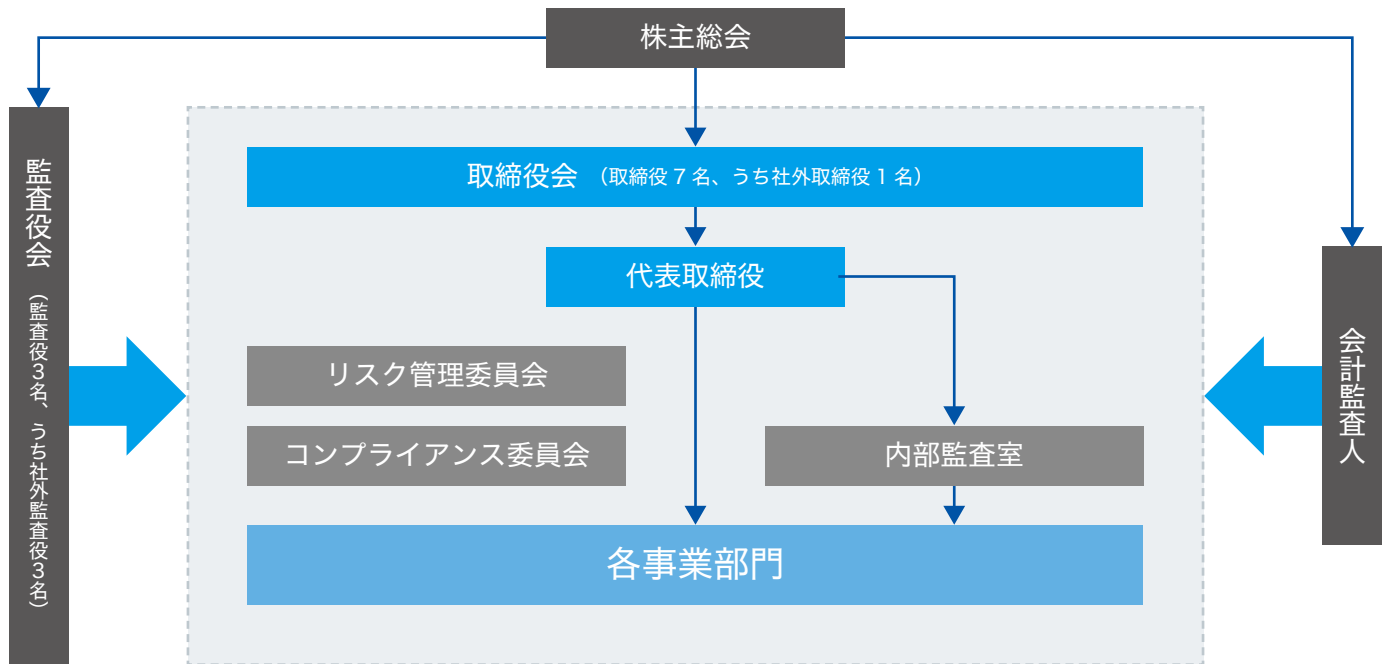 株主総会
監査役会（監査役3名、うち社外監査役3名）
取締役会（取締役7名、うち社外取締役1名）
代表取締役
リスク管理委員会
コンプライアンス委員会
内部監査室
会計監査人
各事業部門